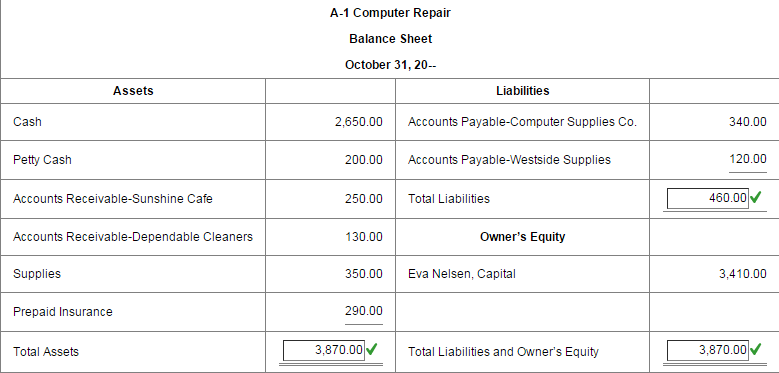 A-1 Computer Repair
Balance Sheet
October 31, 20--
Assets Liabilities
Cash 2,650.00 Accounts Payable-Computer Supplies Co. 340.00
Petty Cash 200.00 Accounts Payable-Westside Supplies 120.00
Accounts Receivable-Sunshine Cafe 250.00 Total Liabilities 460.00
Accounts Receivable-Dependable Cleaners 130.00 Owner's Equity
Supplies 350.00 Eva Nelsen, Capital 3,410.00
Prepaid Insurance 290.00
Total Assets 3,870.00 Total Liabilities and Owner's Equity 3,870.00